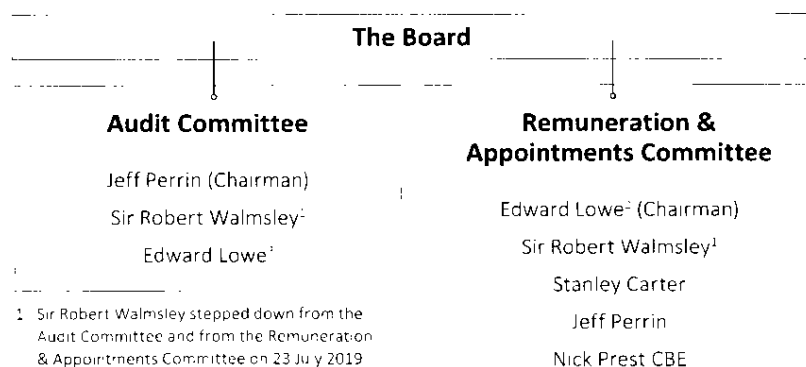 The Board
Audit Committee
Jeff Perrin (Chairman)
Sir Robert Walmsley¹
Edward Lowe
1 Sir Robert Walmsley stepped down from the
Audit Committee and from the Remuneration
& Appointments Committee on 23 July 2019
Remuneration &
Appointments Committee
Edward Lowe (Chairman)
Sir Robert Walmsley¹
Stanley Carter
Jeff Perrin
Nick Prest CBE